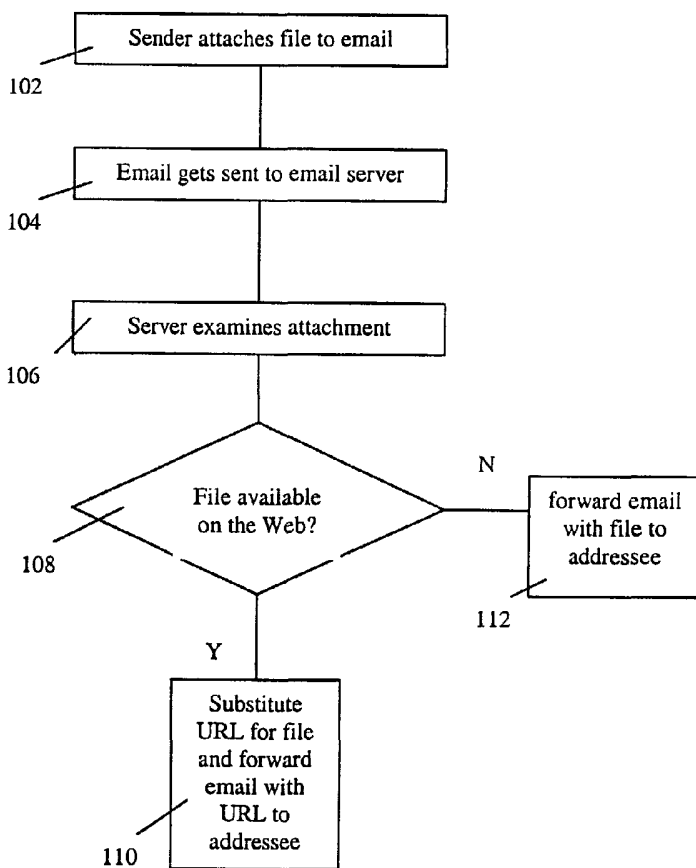 Sender attaches file to email
102
Email gets sent to email server
104
Server examines attachment
106
File available
on the Web?
108
N
forward email
with file to
addressee
112
Y
Substitute
URL for file
and forward
email with
URL to
addressee
110